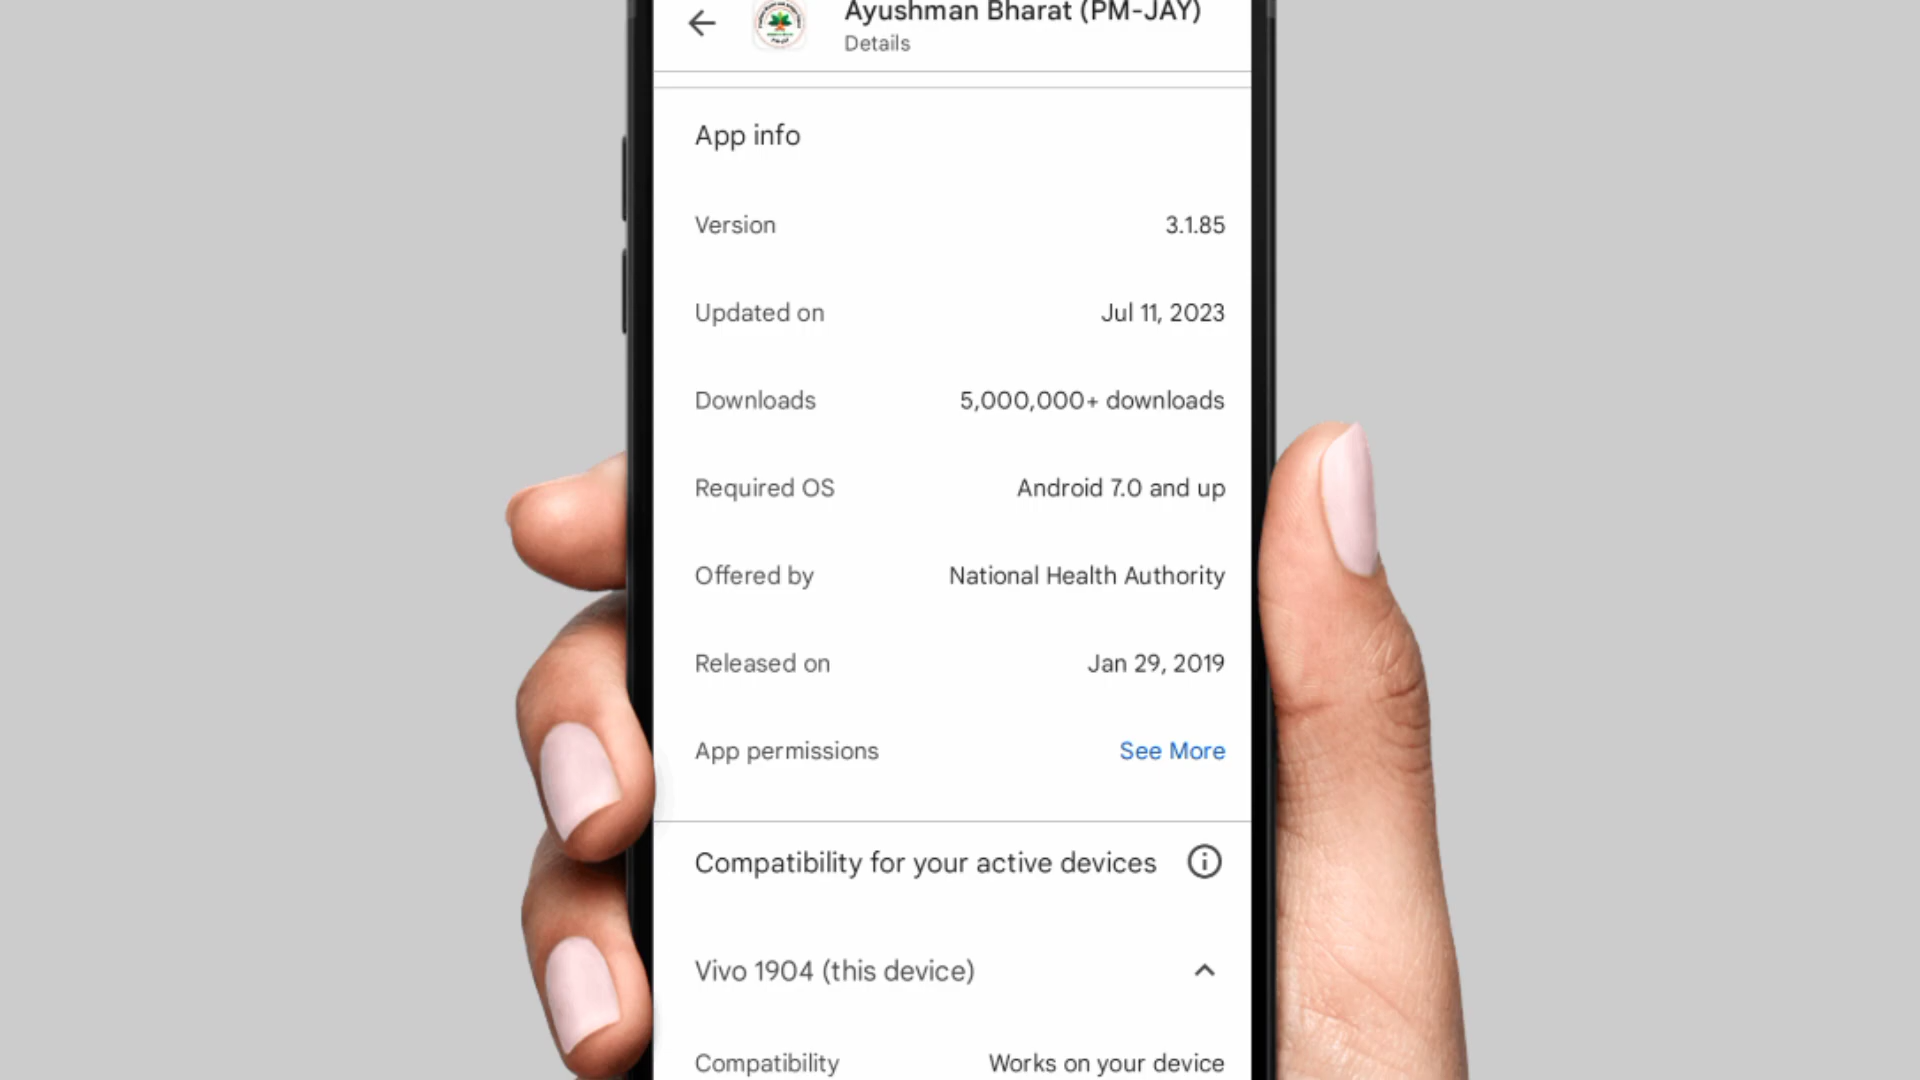 Ayushman Bharat (PM-JAY)
Details
App info
Version 3.1.85
Updated on Jul 11, 2023
Downloads 5,000,000+ downloads
Required OS Android 7.0 and up
Offered by National Health Authority
Released on Jan 29, 2019
App permissions See More
Compatibility for your active devices
Vivo 1904 (this device)
Compatibility Works on your device